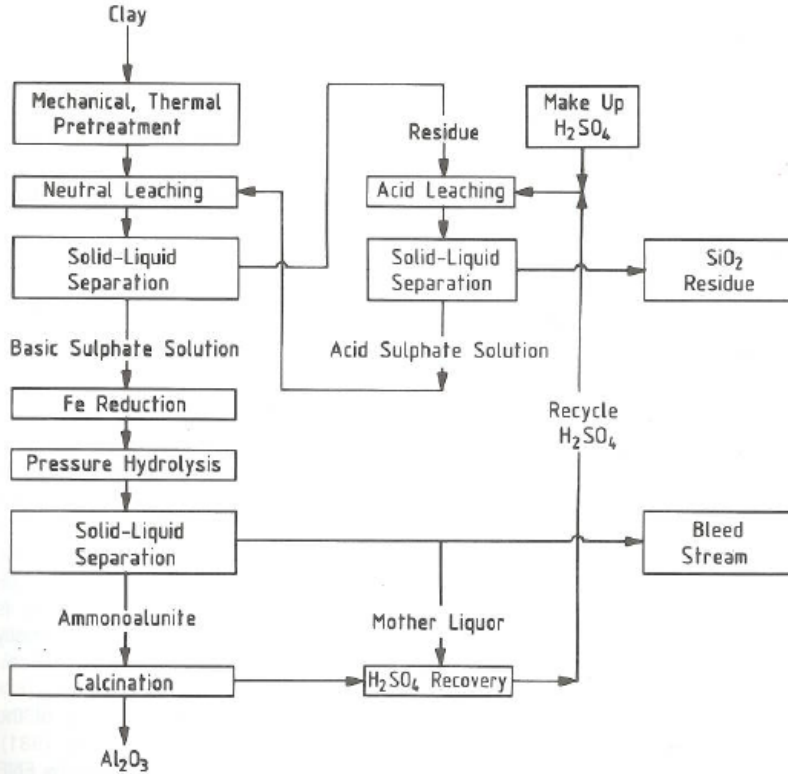 Clay
Mechanical, Thermal
Pretreatment
Neutral Leaching
Solid-Liquid
Separation
Basic Sulphate Solution
Fe Reduction
Pressure Hydrolysis
Solid-Liquid
Separation
Ammonoalunite
Calcination
Al₂O₃
Residue
Acid Leaching
Solid-Liquid
Separation
Acid Sulphate Solution
Mother Liquor
H₂SO₄ Recovery
Make Up
H₂SO₄
Recycle
H₂SO₄
SiO₂
Residue
Bleed
Stream